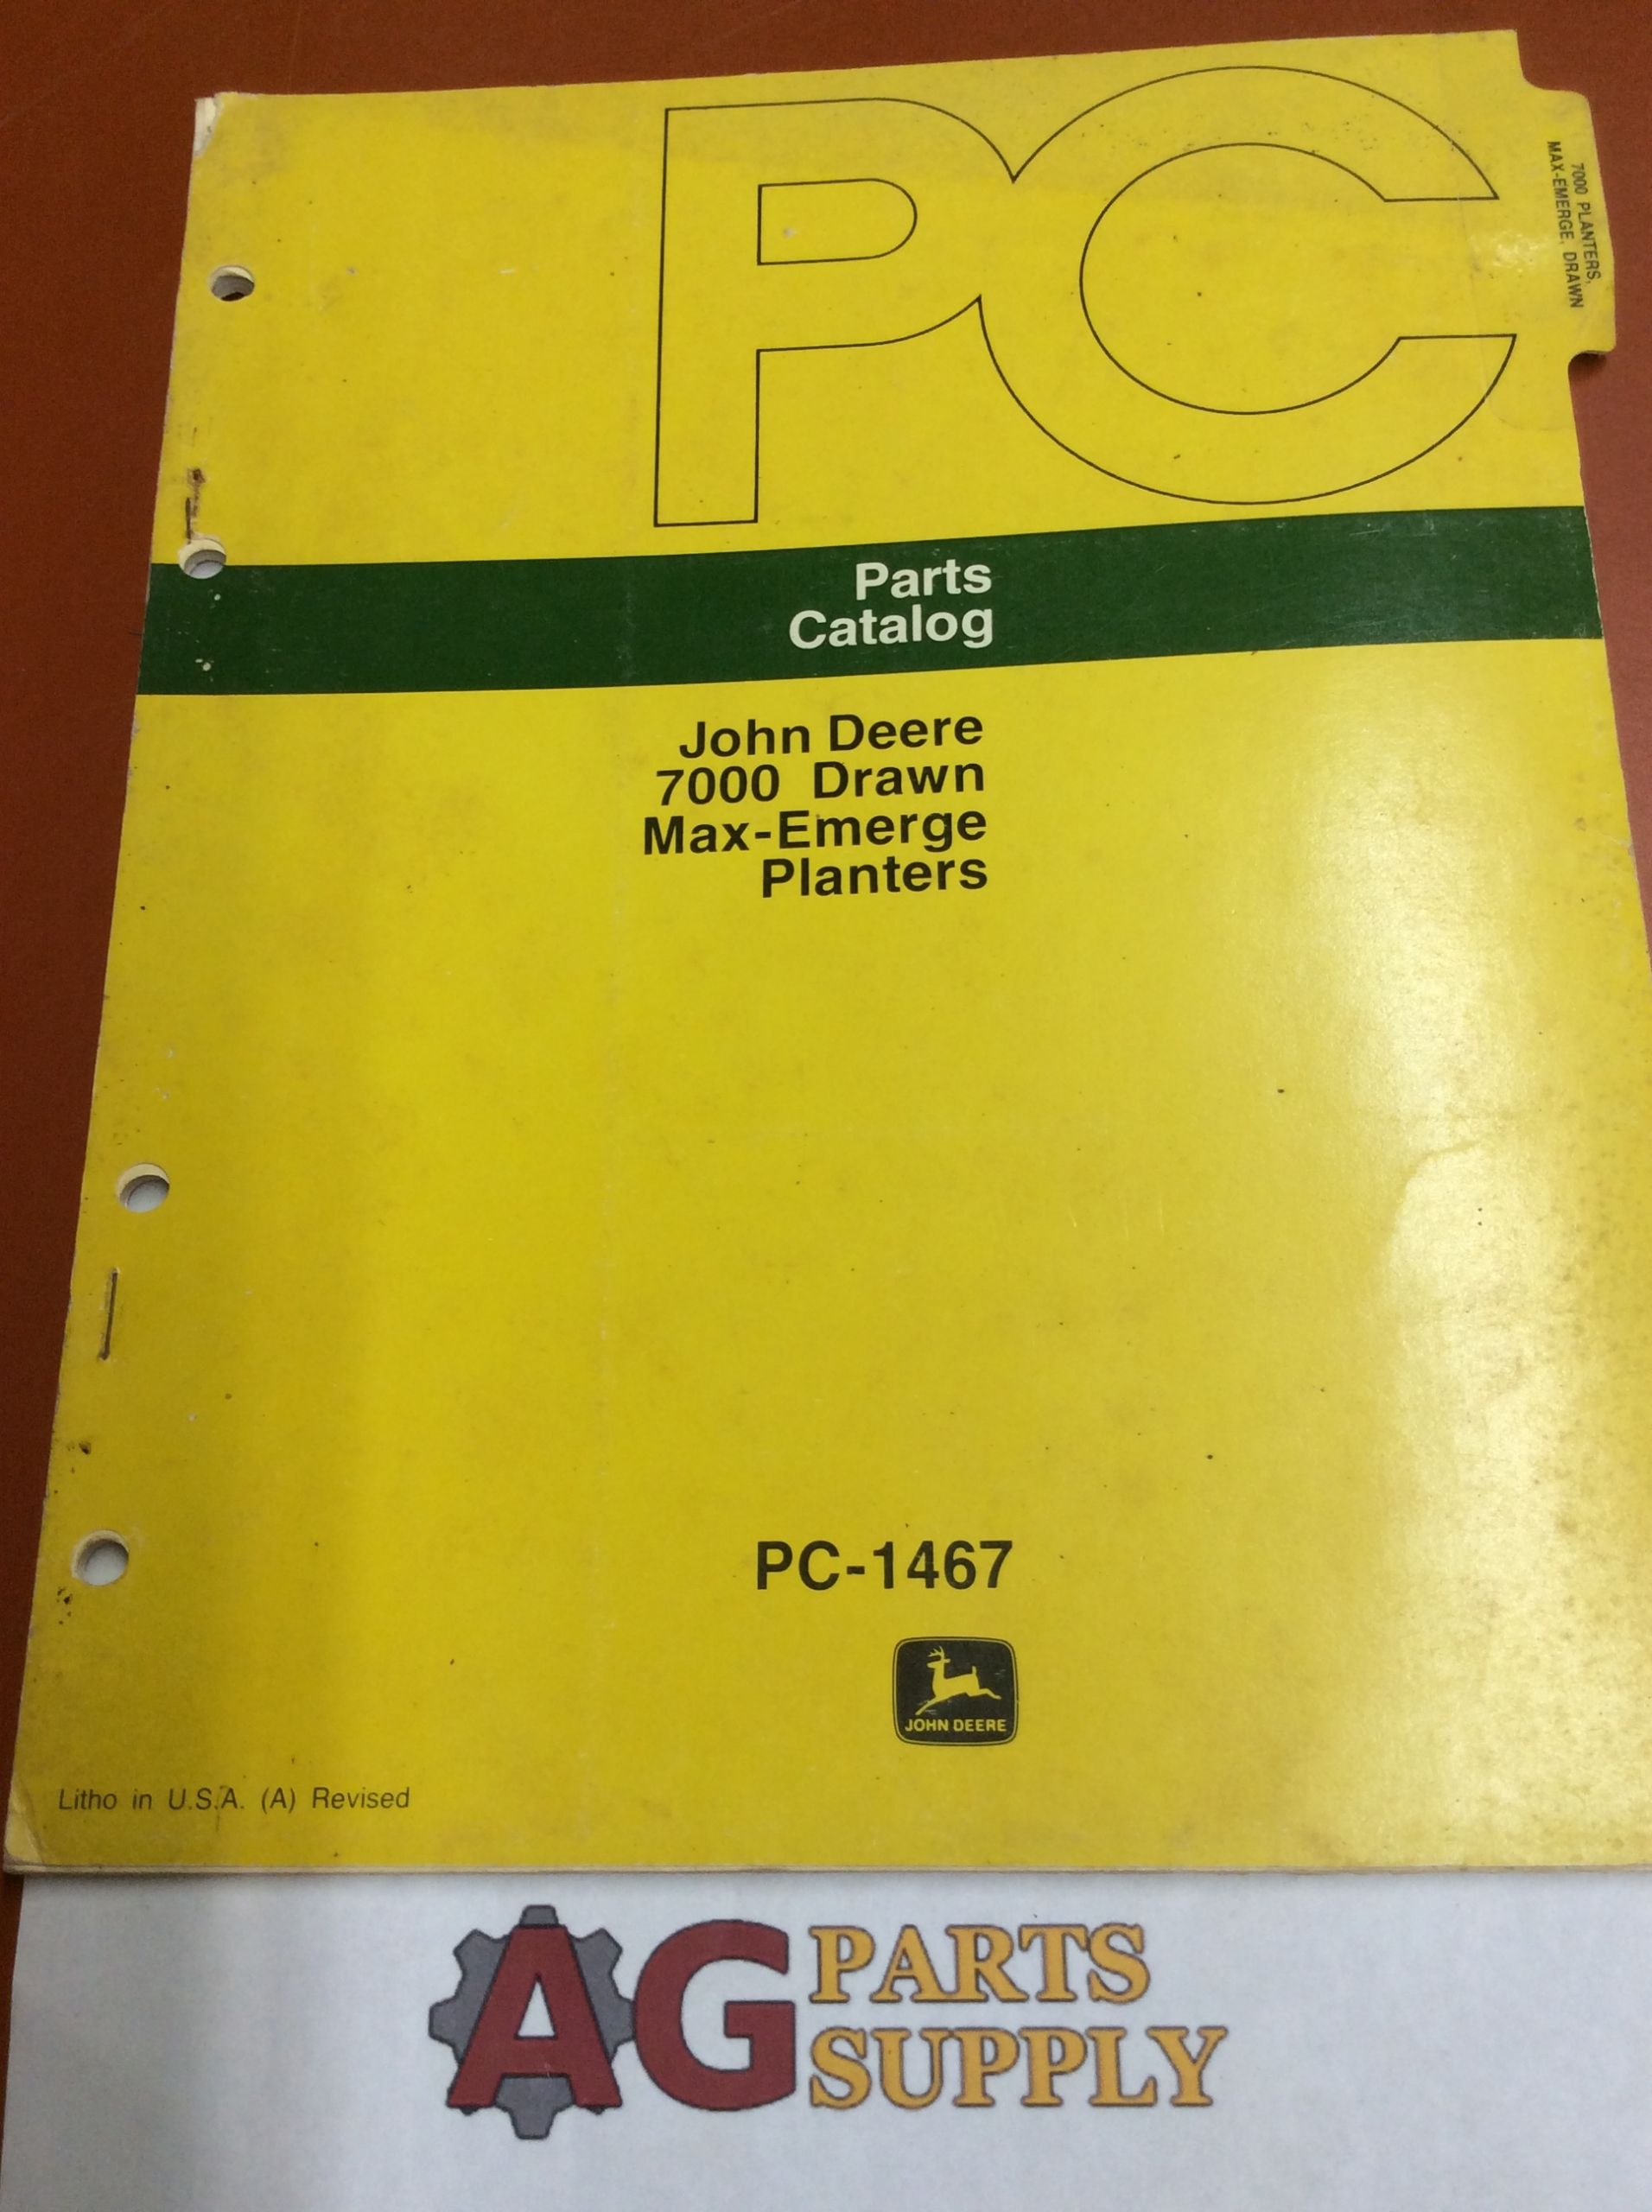 PC
7000 PLANTERS,
MAX-EMERGE, DRAWN
Parts
Catalog
John Deere
7000 Drawn
Max-Emerge
Planters
PC-1467
JOHN DEERE
Litho in U.S.A. (A) Revised
AG PARTS
SUPPLY